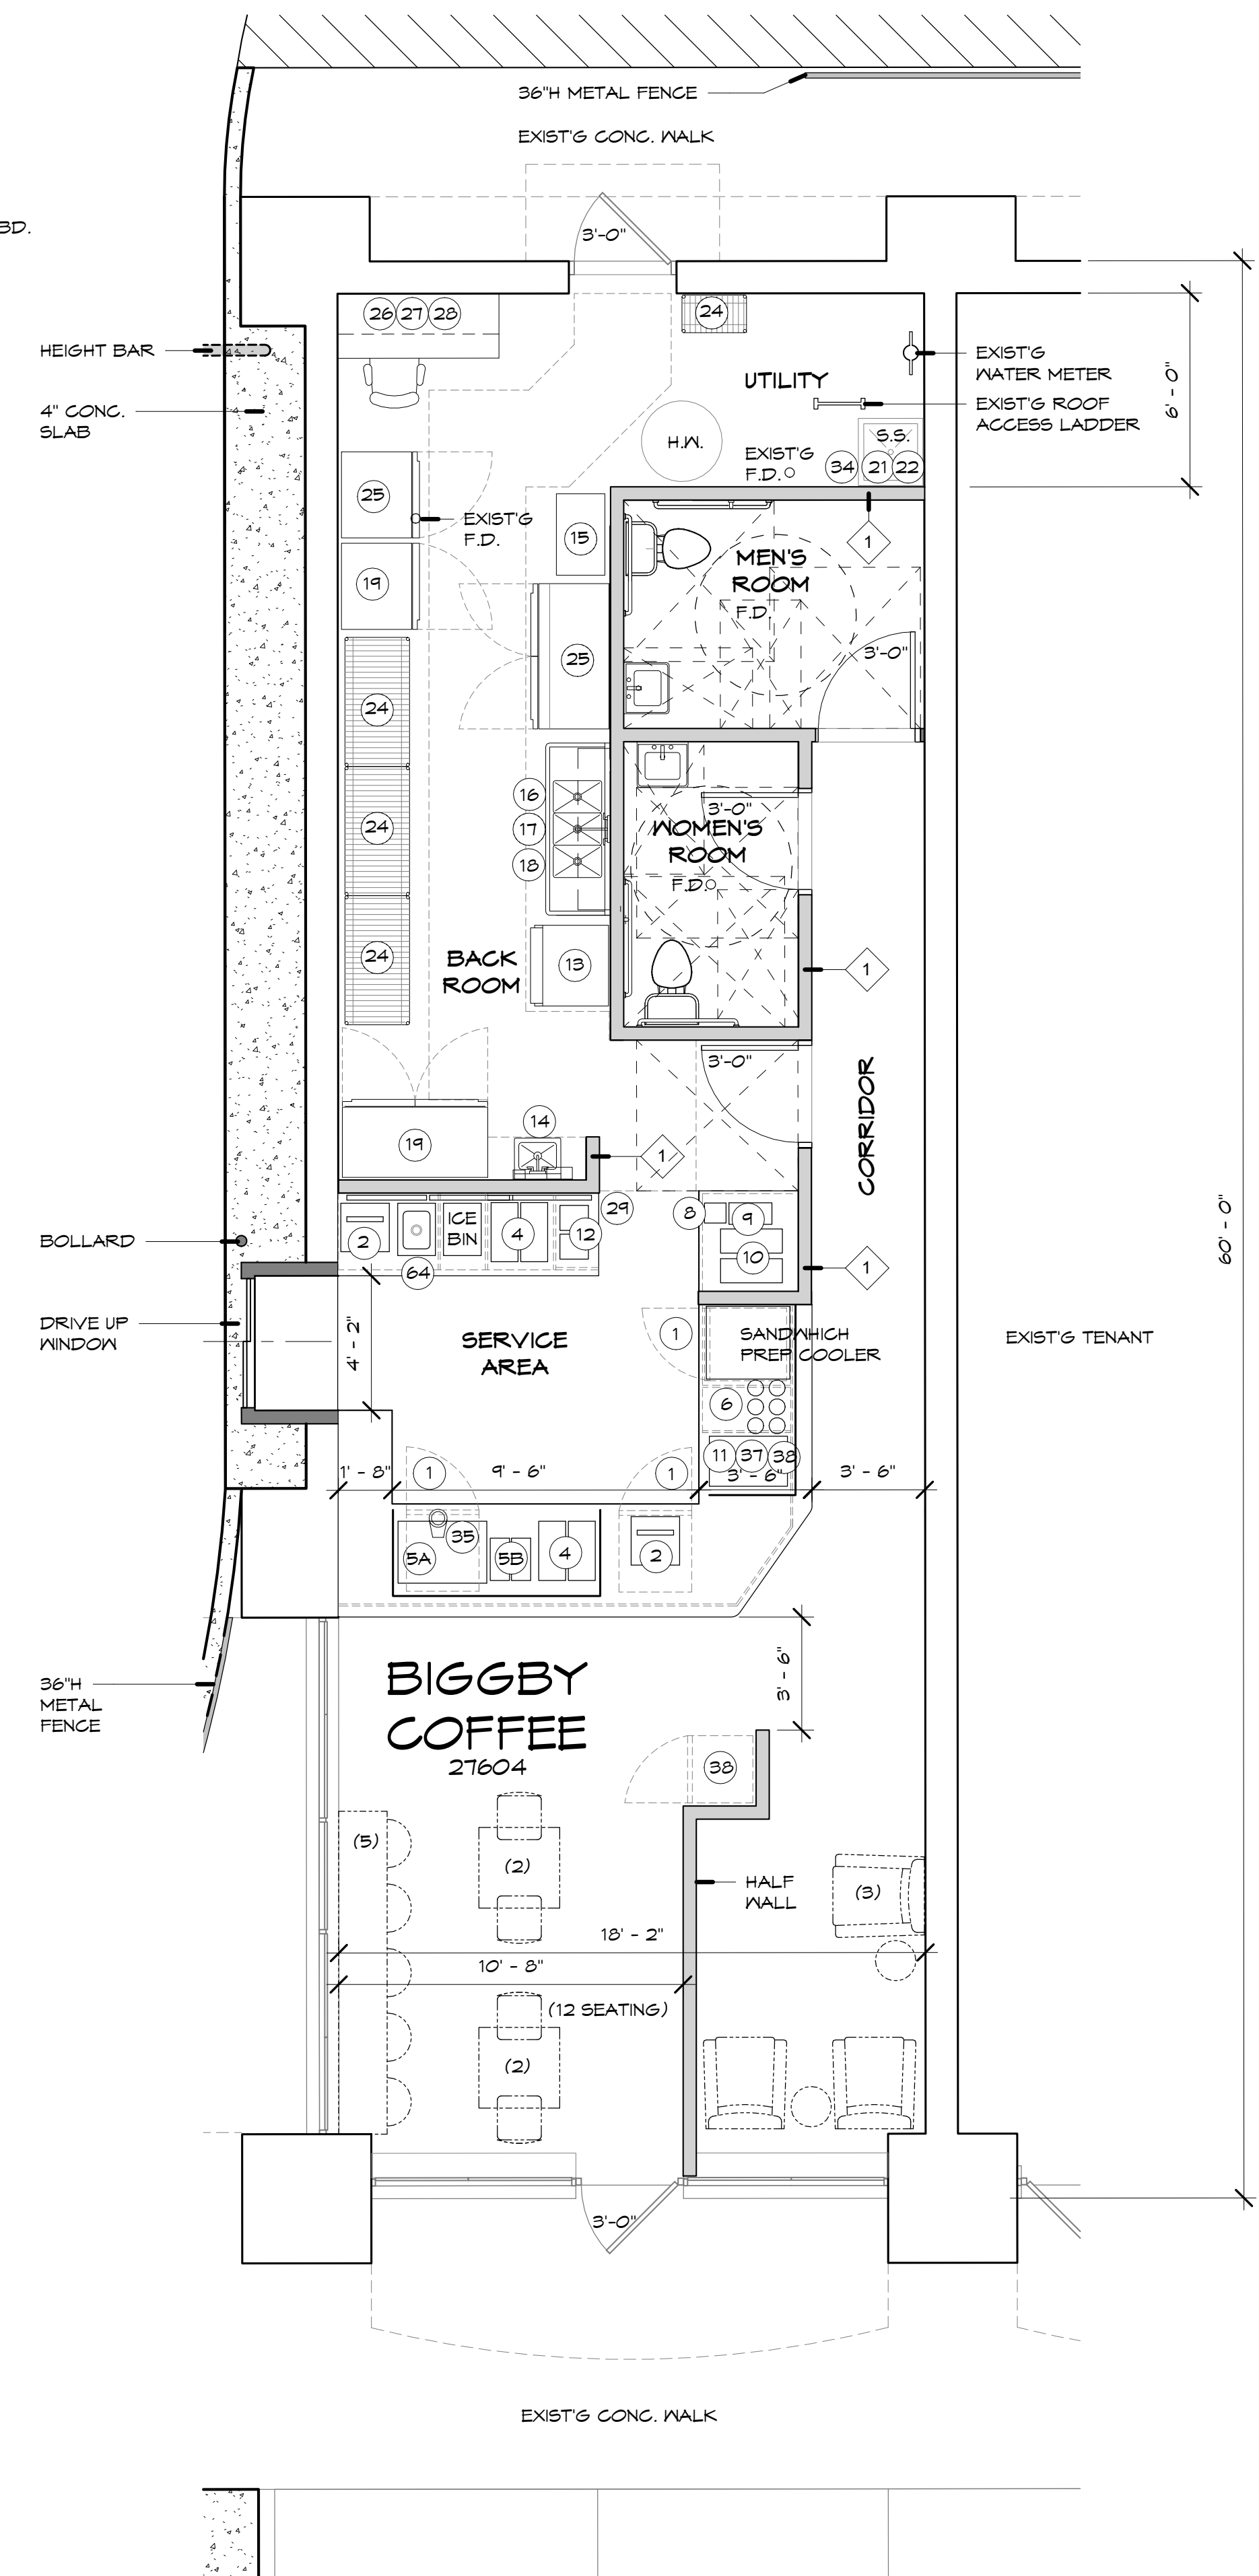 36"H METAL FENCE
EXIST'G CONC. WALK
BD.
3'-0"
26 27 28
24
HEIGHT BAR
EXIST'G
WATER METER
UTILITY
4" CONC.
SLAB
EXIST'G ROOF
ACCESS LADDER
6' - 0"
H.W.
S.S.
EXIST'G
F.D.
34 21 22
25
EXIST'G
F.D.
15
1
MEN'S
ROOM
F.D.
19
3'-0"
25
24
16
17
18
3'-0"
WOMEN'S
ROOM
F.D.
24
24
BACK
ROOM
13
1
3'-0"
CORRIDOR
19
14
1
29
8
9
10
2
ICE
BIN
4
12
64
1
60' - 0"
BOLLARD
DRIVE UP
WINDOW
4' - 2"
SERVICE
AREA
1
SANDWHICH
PREP COOLER
EXIST'G TENANT
6
11 37 38
1' - 8"
1
9' - 6"
1
3' - 6"
3' - 6"
5A
35
5B
4
2
36"H
METAL
FENCE
BIGGBY
COFFEE
27604
3' - 6"
38
(5)
(2)
HALF
WALL
(3)
18' - 2"
10' - 8"
(12 SEATING)
(2)
3'-0"
EXIST'G CONC. WALK